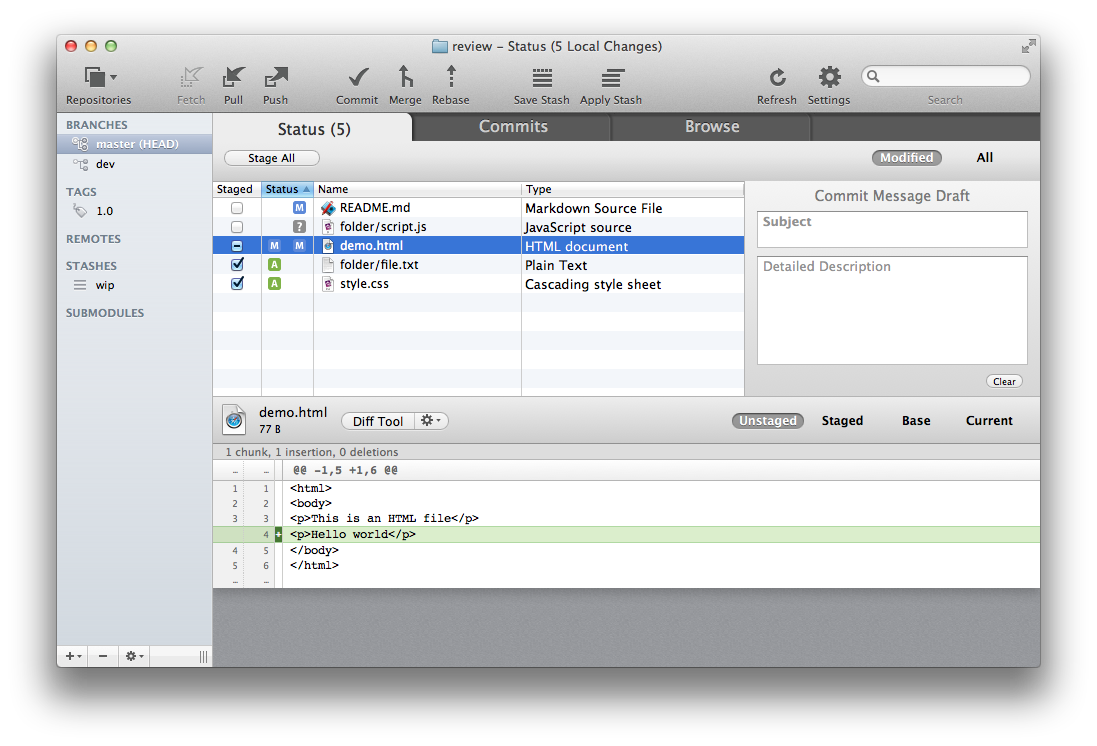 review – Status (5 Local Changes)
Repositories Fetch Pull Push Commit Merge Rebase Save Stash Apply Stash Refresh Settings Search
BRANCHES
master (HEAD)
dev
TAGS
1.0
REMOTES
STASHES
wip
SUBMODULES
Status (5) Commits Browse
Stage All Modified All
Staged Status Name Type
M README.md Markdown Source File
? folder/script.js JavaScript source
M M demo.html HTML document
A folder/file.txt Plain Text
A style.css Cascading style sheet
Commit Message Draft
Subject
Detailed Description
Clear
demo.html
77 B
Diff Tool Unstaged Staged Base Current
1 chunk, 1 insertion, 0 deletions
... ... @@ -1,5 +1,6 @@
1 1 <html>
2 2 <body>
3 3 <p>This is an HTML file</p>
4 + <p>Hello world</p>
4 5 </body>
5 6 </html>
... ...